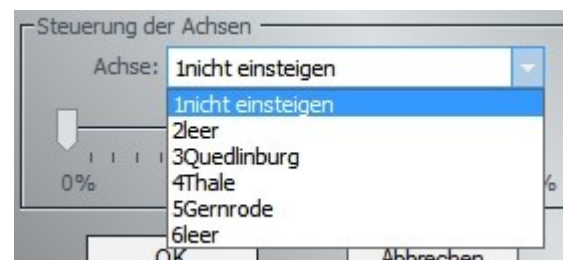 Steuerung der Achsen
Achse: 1nicht einsteigen
1nicht einsteigen
2leer
3Quedlinburg
4Thale
5Gernrode
6leer
0% %
OK Abbrechen